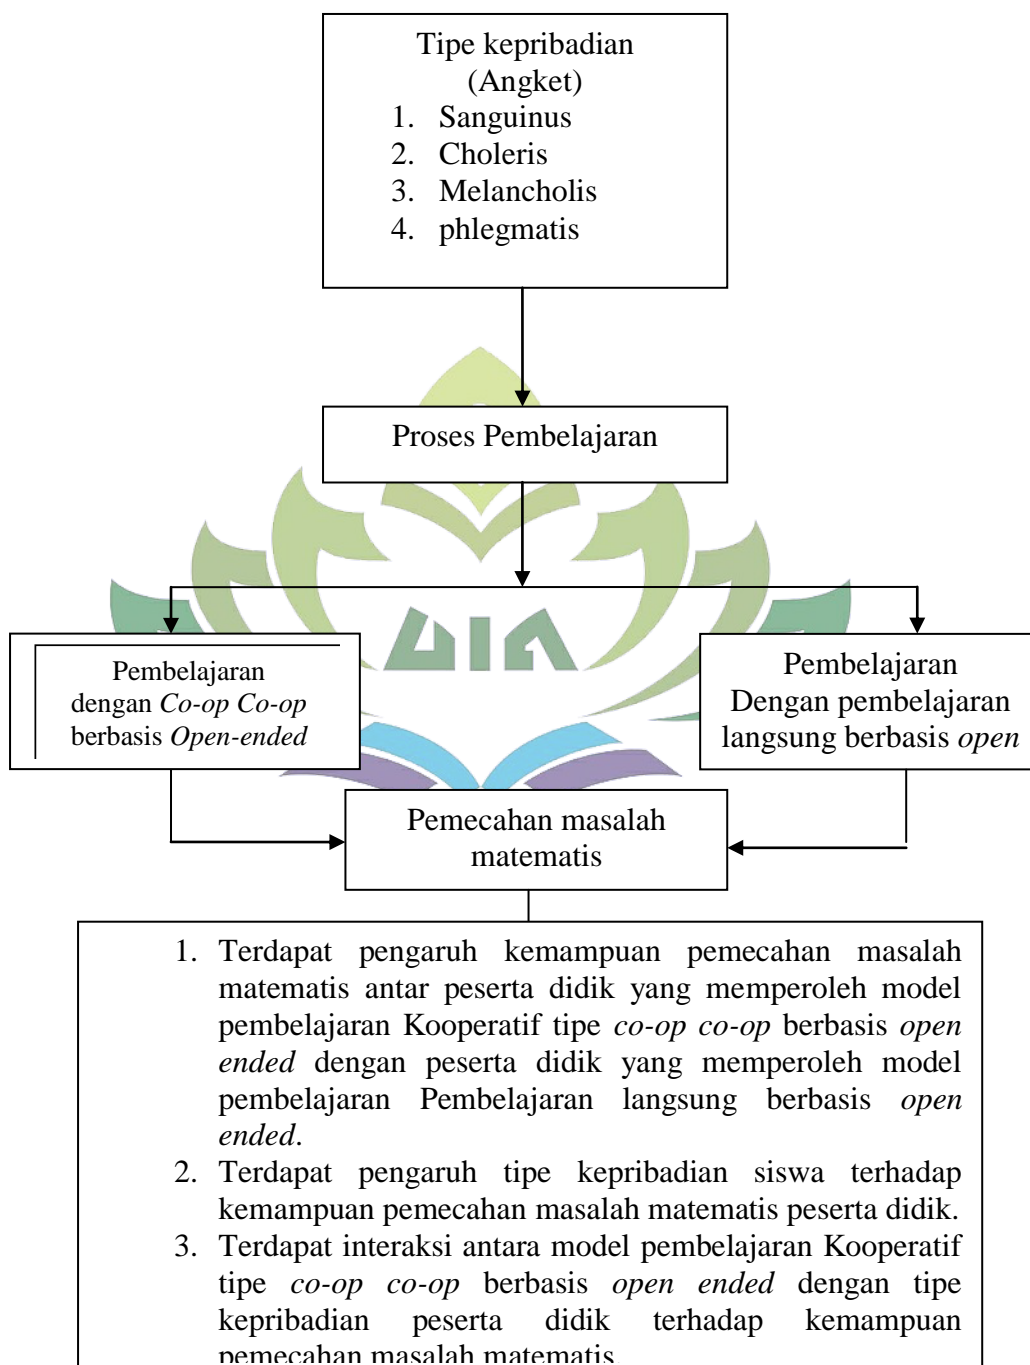 Tipe kepribadian
(Angket)
1. Sanguinus
2. Choleris
3. Melancholis
4. phlegmatis
Proses Pembelajaran
UIN
Pembelajaran
dengan Co-op Co-op
berbasis Open-ended
Pembelajaran
Dengan pembelajaran
langsung berbasis open
Pemecahan masalah
matematis
1. Terdapat pengaruh kemampuan pemecahan masalah
matematis antar peserta didik yang memperoleh model
pembelajaran Kooperatif tipe co-op co-op berbasis open
ended dengan peserta didik yang memperoleh model
pembelajaran Pembelajaran langsung berbasis open
ended.
2. Terdapat pengaruh tipe kepribadian siswa terhadap
kemampuan pemecahan masalah matematis peserta didik.
3. Terdapat interaksi antara model pembelajaran Kooperatif
tipe co-op co-op berbasis open ended dengan tipe
kepribadian peserta didik terhadap kemampuan
pemecahan masalah matematis.